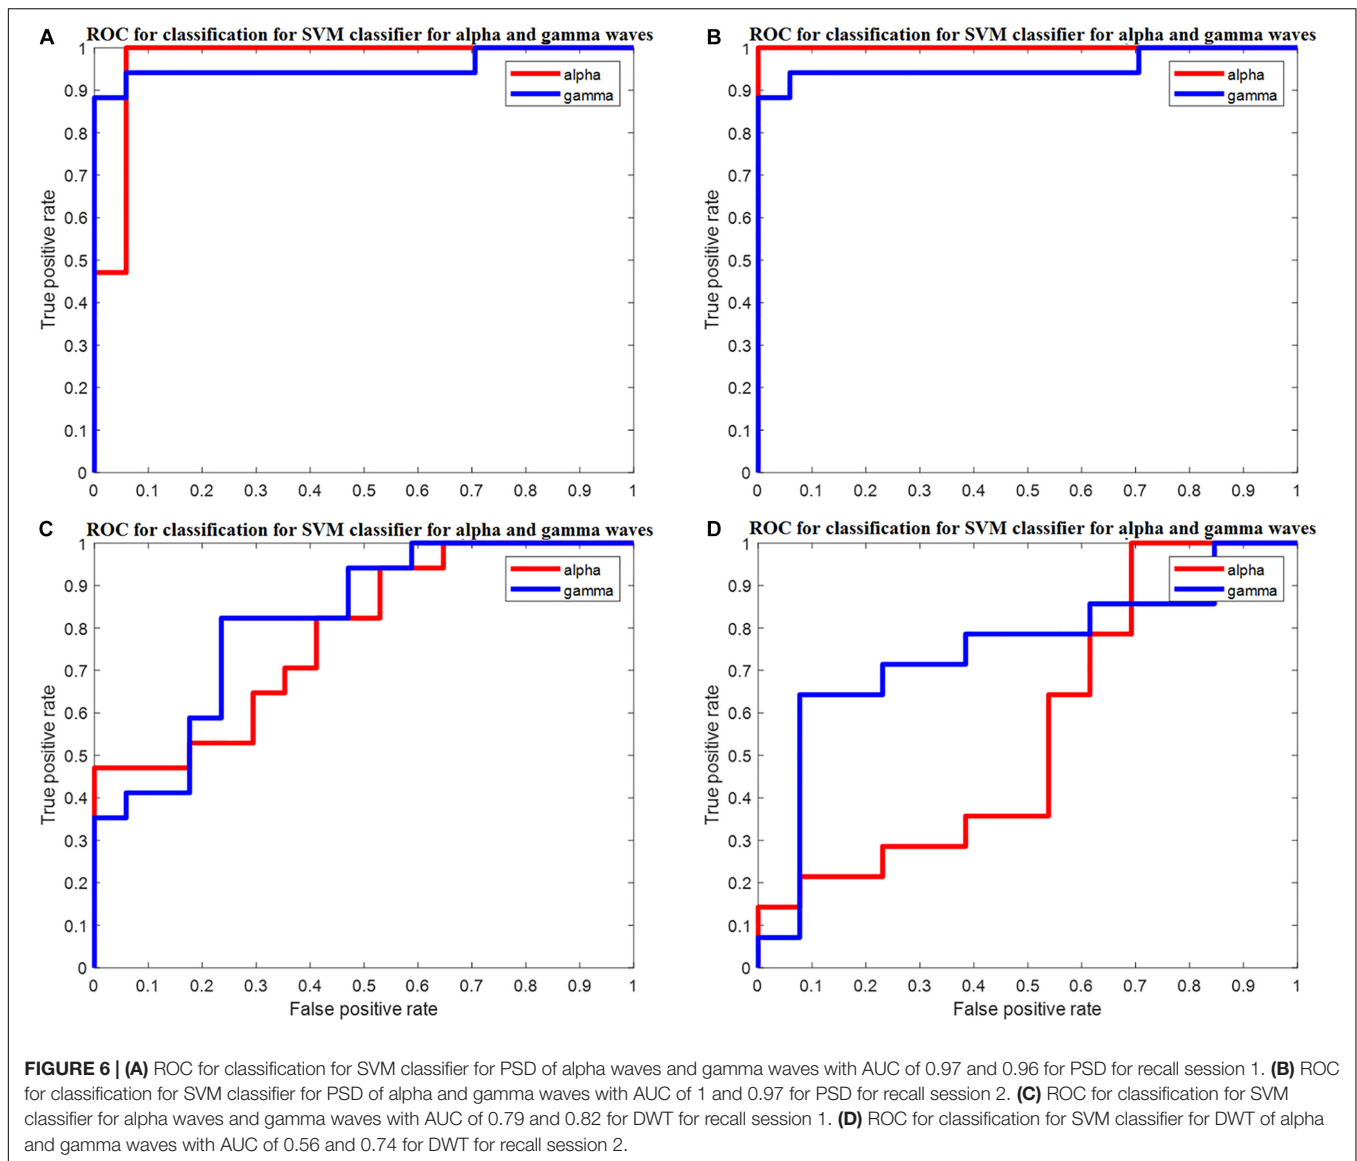 A
ROC for classification for SVM classifier for alpha and gamma waves
1
0.9
0.8
0.7
0.6
0.5
0.4
0.3
0.2
0.1
0
True positive rate
alpha
gamma
0 0.1 0.2 0.3 0.4 0.5 0.6 0.7 0.8 0.9 1
B
ROC for classification for SVM classifier for alpha and gamma waves
1
0.9
0.8
0.7
0.6
0.5
0.4
0.3
0.2
0.1
0
True positive rate
alpha
gamma
0 0.1 0.2 0.3 0.4 0.5 0.6 0.7 0.8 0.9 1
C
ROC for classification for SVM classifier for alpha and gamma waves
1
0.9
0.8
0.7
0.6
0.5
0.4
0.3
0.2
0.1
0
True positive rate
alpha
gamma
0 0.1 0.2 0.3 0.4 0.5 0.6 0.7 0.8 0.9 1
False positive rate
D
ROC for classification for SVM classifier for alpha and gamma waves
1
0.9
0.8
0.7
0.6
0.5
0.4
0.3
0.2
0.1
0
True positive rate
alpha
gamma
0 0.1 0.2 0.3 0.4 0.5 0.6 0.7 0.8 0.9 1
False positive rate
FIGURE 6 | (A) ROC for classification for SVM classifier for PSD of alpha waves and gamma waves with AUC of 0.97 and 0.96 for PSD for recall session 1. (B) ROC
for classification for SVM classifier for PSD of alpha and gamma waves with AUC of 1 and 0.97 for PSD for recall session 2. (C) ROC for classification for SVM
classifier for alpha waves and gamma waves with AUC of 0.79 and 0.82 for DWT for recall session 1. (D) ROC for classification for SVM classifier for DWT of alpha
and gamma waves with AUC of 0.56 and 0.74 for DWT for recall session 2.